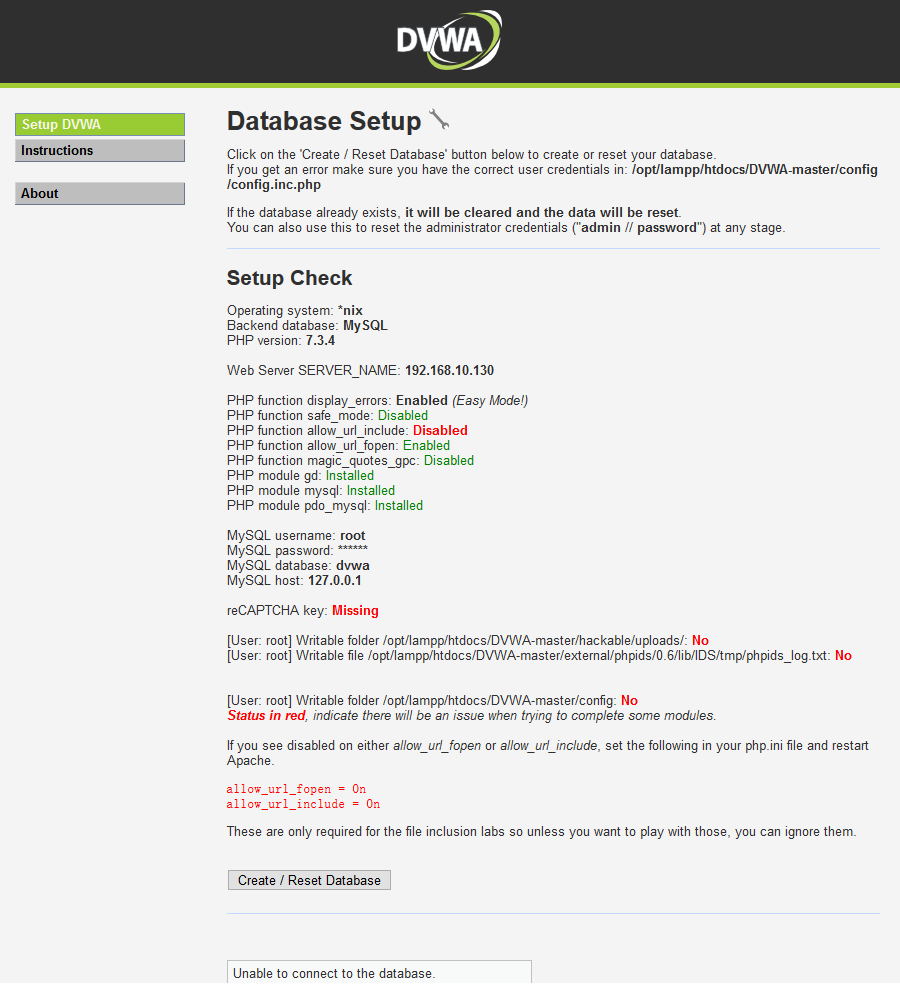 DVWA
Setup DVWA
Instructions
About
Database Setup
Click on the 'Create / Reset Database' button below to create or reset your database.
If you get an error make sure you have the correct user credentials in: /opt/lampp/htdocs/DVWA-master/config
/config.inc.php
If the database already exists, it will be cleared and the data will be reset.
You can also use this to reset the administrator credentials ("admin // password") at any stage.
Setup Check
Operating system: *nix
Backend database: MySQL
PHP version: 7.3.4
Web Server SERVER_NAME: 192.168.10.130
PHP function display_errors: Enabled (Easy Mode!)
PHP function safe_mode: Disabled
PHP function allow_url_include: Disabled
PHP function allow_url_fopen: Enabled
PHP function magic_quotes_gpc: Disabled
PHP module gd: Installed
PHP module mysql: Installed
PHP module pdo_mysql: Installed
MySQL username: root
MySQL password: ******
MySQL database: dvwa
MySQL host: 127.0.0.1
reCAPTCHA key: Missing
[User: root] Writable folder /opt/lampp/htdocs/DVWA-master/hackable/uploads/: No
[User: root] Writable file /opt/lampp/htdocs/DVWA-master/external/phpids/0.6/lib/IDS/tmp/phpids_log.txt: No
[User: root] Writable folder /opt/lampp/htdocs/DVWA-master/config: No
Status in red, indicate there will be an issue when trying to complete some modules.
If you see disabled on either allow_url_fopen or allow_url_include, set the following in your php.ini file and restart
Apache.
allow_url_fopen = On
allow_url_include = On
These are only required for the file inclusion labs so unless you want to play with those, you can ignore them.
Create / Reset Database
Unable to connect to the database.